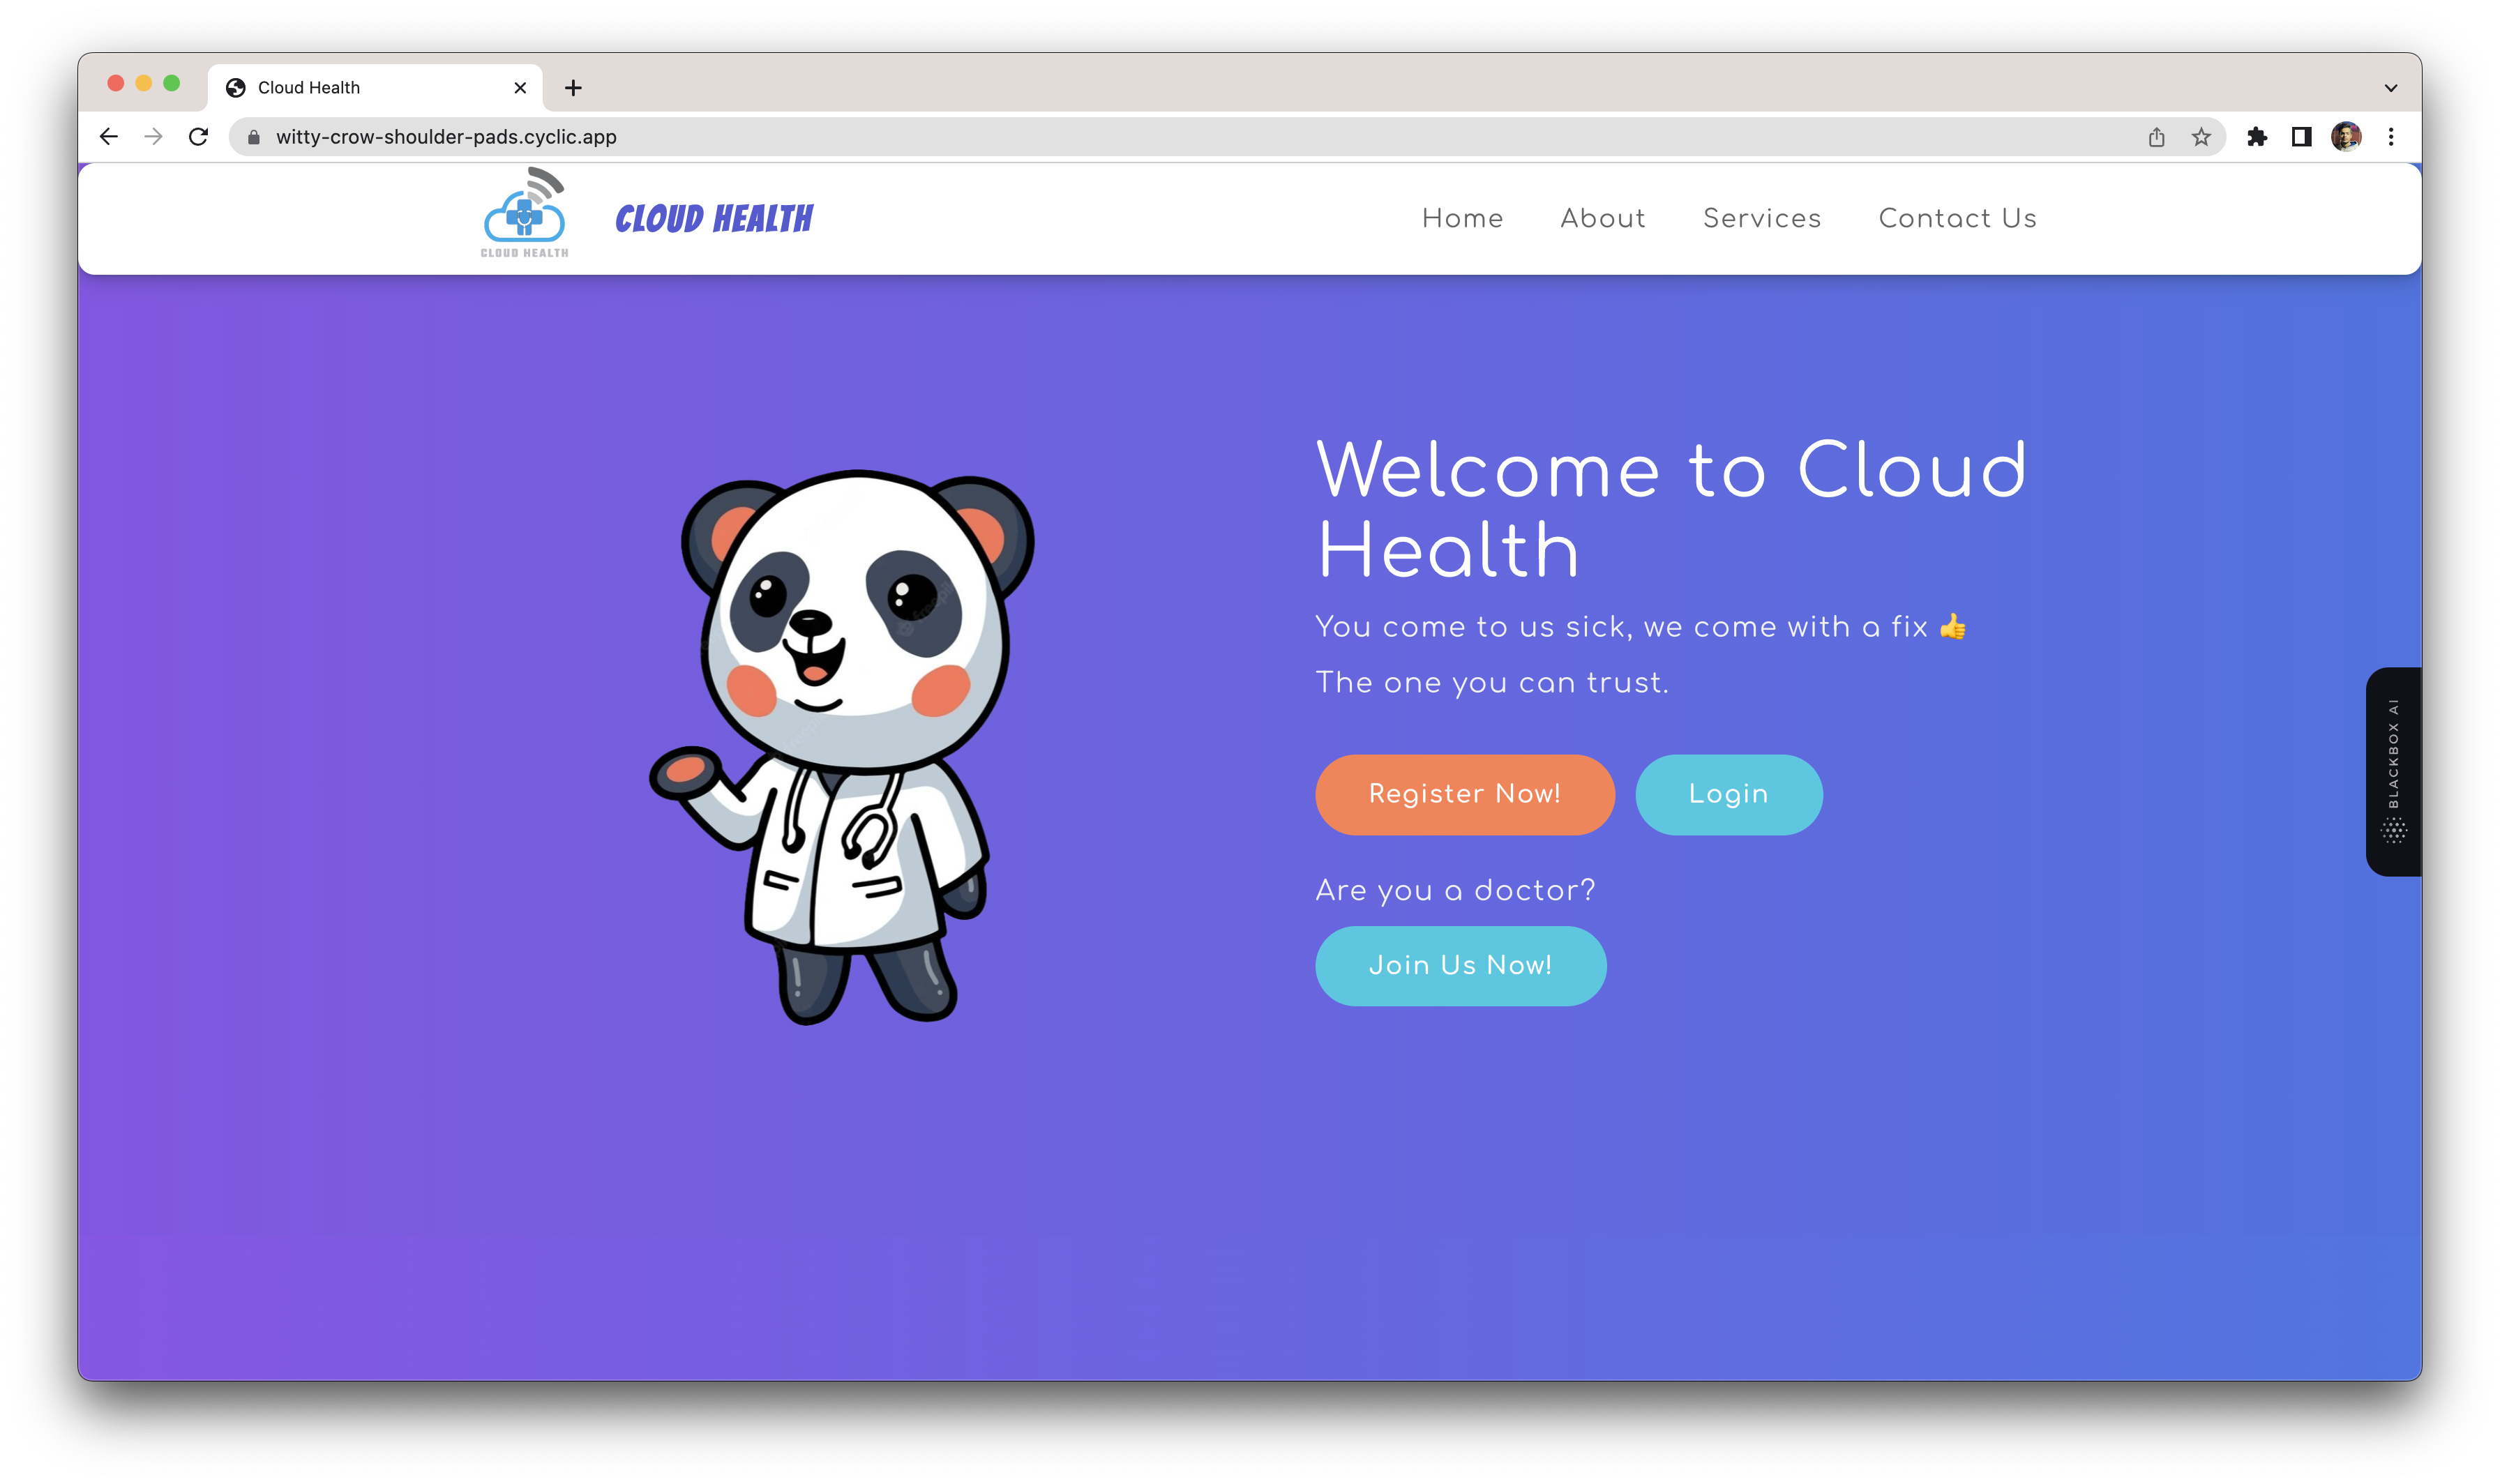 Cloud Health
witty-crow-shoulder-pads.cyclic.app
CLOUD HEALTH
CLOUD HEALTH
Home
About
Services
Contact Us
Welcome to Cloud
Health
You come to us sick, we come with a fix 👍
The one you can trust.
Register Now!
Login
Are you a doctor?
Join Us Now!
BLACKBOX AI